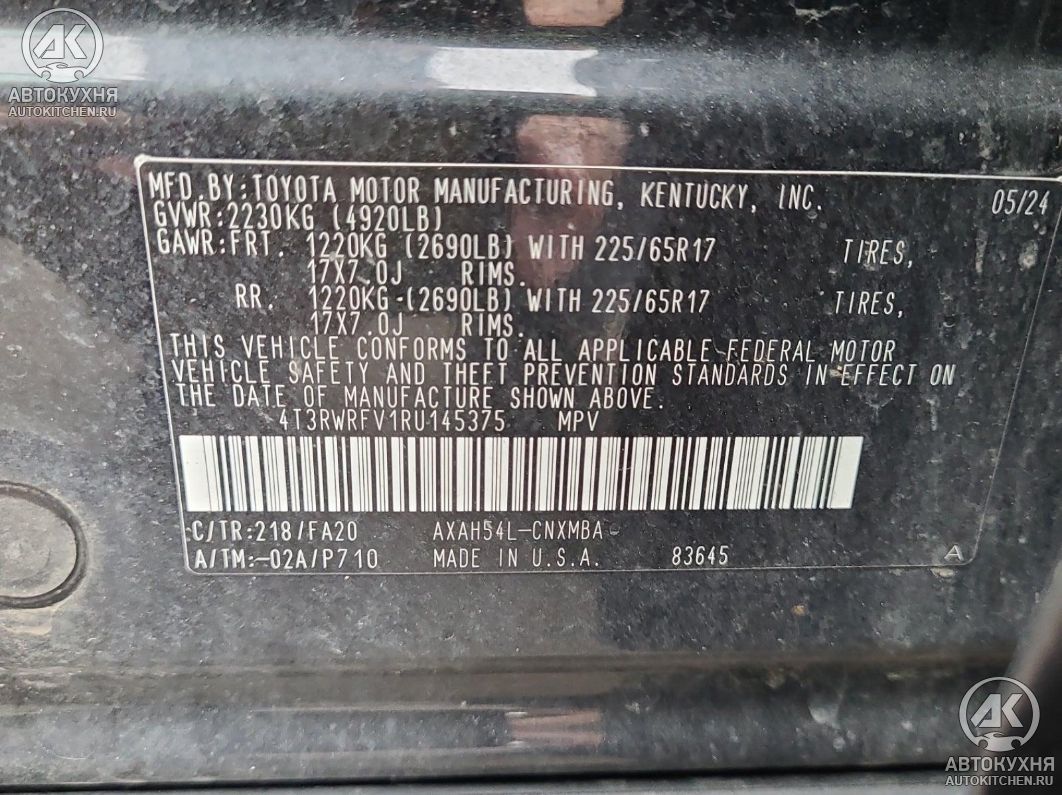 AK
АВТОКУХНЯ
AUTOKITCHEN.RU
MFD.BY:TOYOTA MOTOR MANUFACTURING, KENTUCKY, INC. 05/24
GVWR:2230KG (4920LB)
GAWR:FRT. 1220KG (2690LB) WITH 225/65R17 TIRES,
17X7.0J RIMS.
RR. 1220KG (2690LB) WITH 225/65R17 TIRES,
17X7.0J RIMS.
THIS VEHICLE CONFORMS TO ALL APPLICABLE FEDERAL MOTOR
VEHICLE SAFETY AND THEFT PREVENTION STANDARDS IN EFFECT ON
THE DATE OF MANUFACTURE SHOWN ABOVE.
4T3RWRFV1RU145375 MPV
C/TR:218/FA20 AXAH54L-CNXMBA
A/TM:-02A/P710 MADE IN U.S.A. 83645 A
AK
АВТОКУХНЯ
AUTOKITCHEN.RU